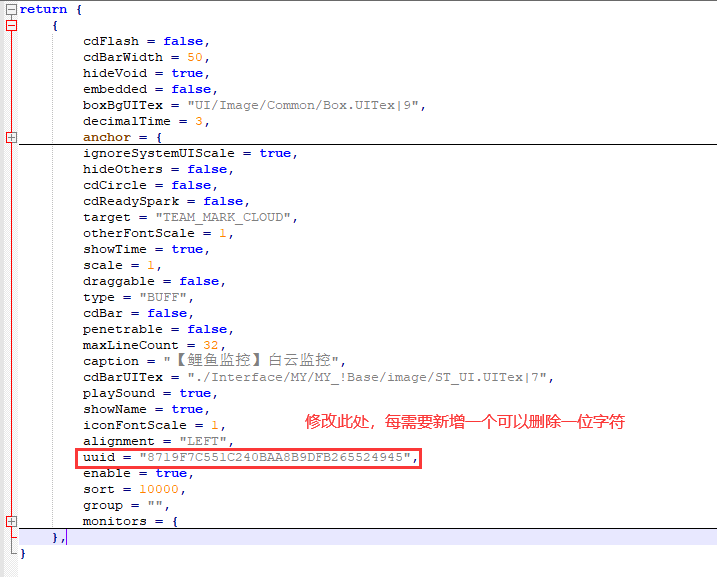 return {
{
cdFlash = false,
cdBarWidth = 50,
hideVoid = true,
embedded = false,
boxBgUITex = "UI/Image/Common/Box.UITex|9",
decimalTime = 3,
anchor = {
ignoreSystemUIScale = true,
hideOthers = false,
cdCircle = false,
cdReadySpark = false,
target = "TEAM_MARK_CLOUD",
otherFontScale = 1,
showTime = true,
scale = 1,
draggable = false,
type = "BUFF",
cdBar = false,
penetrable = false,
maxLineCount = 32,
caption = "【鲤鱼监控】白云监控",
cdBarUITex = "./Interface/MY/MY_!Base/image/ST_UI.UITex|7",
playSound = true,
showName = true,
iconFontScale = 1,
修改此处，每需要新增一个可以删除一位字符
alignment = "LEFT",
uuid = "8719F7C551C240BAA8B9DFB265524945",
enable = true,
sort = 10000,
group = "",
monitors = {
},
}